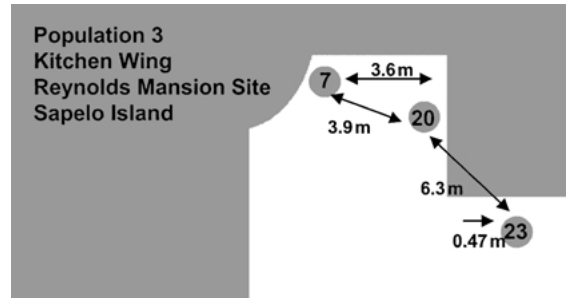 Population 3
Kitchen Wing
Reynolds Mansion Site
Sapelo Island
7
3.6 m
20
3.9 m
6.3 m
23
0.47 m